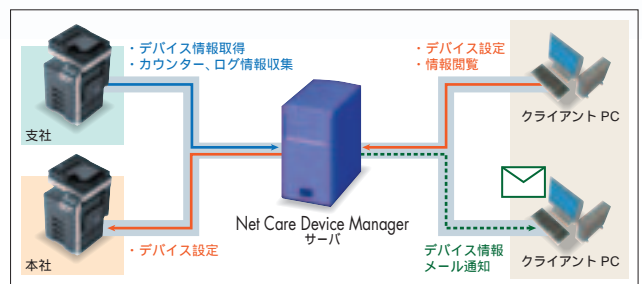 ・デバイス情報取得
・カウンター、ログ情報収集
・デバイス設定
・情報閲覧
支社
クライアント PC
Net Care Device Manager
サーバ
本社
・デバイス設定
デバイス情報
メール通知
クライアント PC